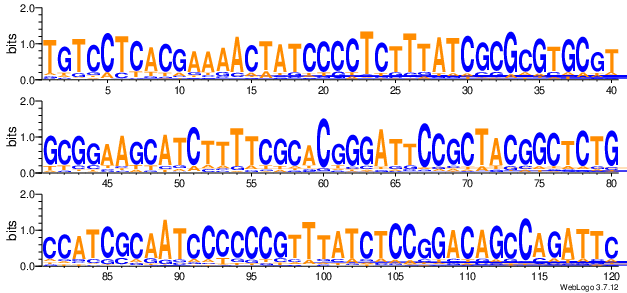 2.0
1.0
0.0
bits
TGTCCTCACGAAAACTATCCCCTCTTTATCGCGCGTGCGT
5 10 15 20 25 30 35 40
2.0
1.0
0.0
bits
GCGGAAGCATCTTTTCGCACGGGATTCCGCTACGGCTCTG
45 50 55 60 65 70 75 80
2.0
1.0
0.0
bits
CCATCGCAATCCCCCCGTTTATCTCCGGACAGCCAGATTC
85 90 95 100 105 110 115 120
WebLogo 3.7.12